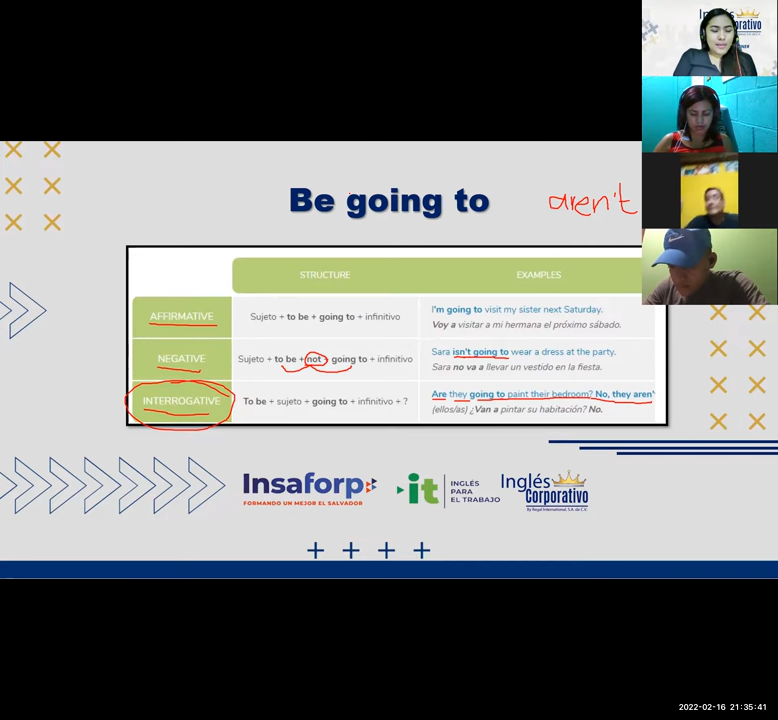 Inglés
orporativo
INER
Be going to
aren't
STRUCTURE
EXAMPLES
AFFIRMATIVE
Sujeto + to be + going to + infinitivo
I'm going to visit my sister next Saturday.
Voy a visitar a mi hermana el próximo sábado.
NEGATIVE
Sujeto + to be + not + going to + infinitivo
Sara isn't going to wear a dress at the party.
Sara no va a llevar un vestido en la fiesta.
INTERROGATIVE
To be + sujeto + going to + infinitivo + ?
Are they going to paint their bedroom? No, they aren'
(ellos/as) ¿Van a pintar su habitación? No.
Insaforp
FORMANDO UN MEJOR EL SALVADOR
it
INGLÉS
PARA
EL TRABAJO
Inglés
Corporativo
By Regal International, S.A. de C.V.
2022-02-16 21:35:41